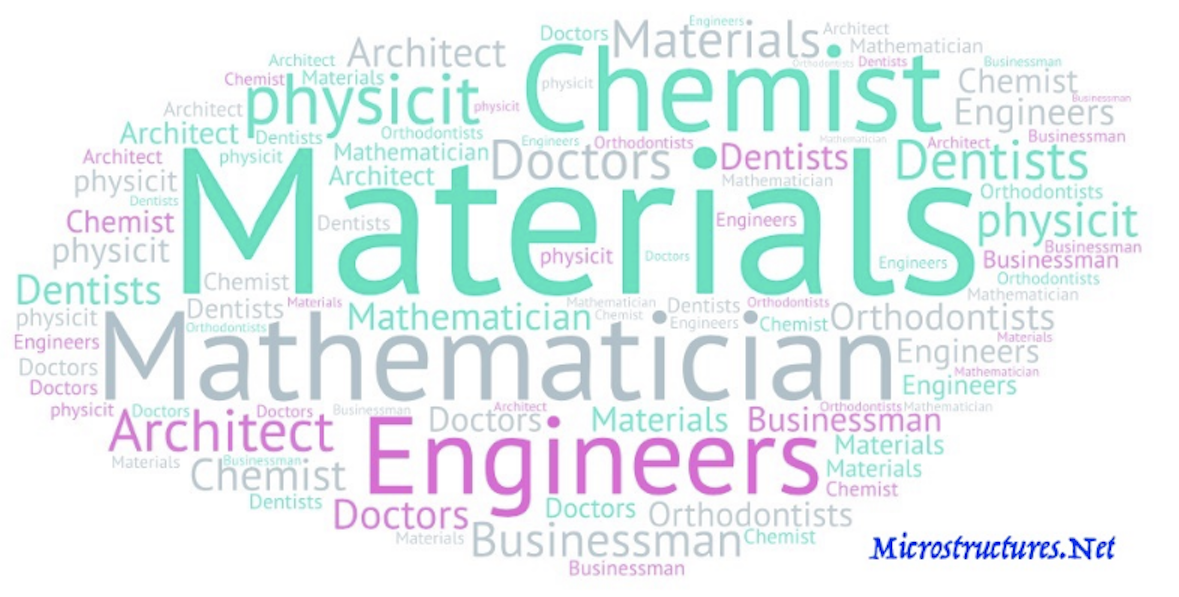 Engineers
Doctors Materials Architect
Architect Mathematician
Architect Orthodontists Dentists Businessman
Chemist Materials physicit Chemist Chemist
physicit physicit Businessman
Architect Engineers
Architect Dentists Orthodontists Engineers Orthodontists Mathematician Architect Businessman
Architect physicit Mathematician Doctors Dentists Dentists
physicit Architect Mathematician
Dentists Materials Orthodontists
Chemist Dentists Engineers physicit
physicit physicit Doctors Engineers Businessman
Businessman
Chemist Orthodontists
Dentists Mathematician
Dentists Materials Mathematician Dentists Orthodontists
physicit Mathematician Chemist Engineers Chemist Orthodontists
Orthodontists
Engineers Mathematician Engineers Materials
Doctors Mathematician
Doctors Engineers
physicit Doctors Doctors Businessman Architect Orthodontists Mathematician
Architect Doctors Materials Businessman
Engineers Materials
Materials Businessman Materials
Chemist Chemist
Dentists
Doctors Doctors Orthodontists
Materials Businessman Chemist
Businessman
Microstructures.Net